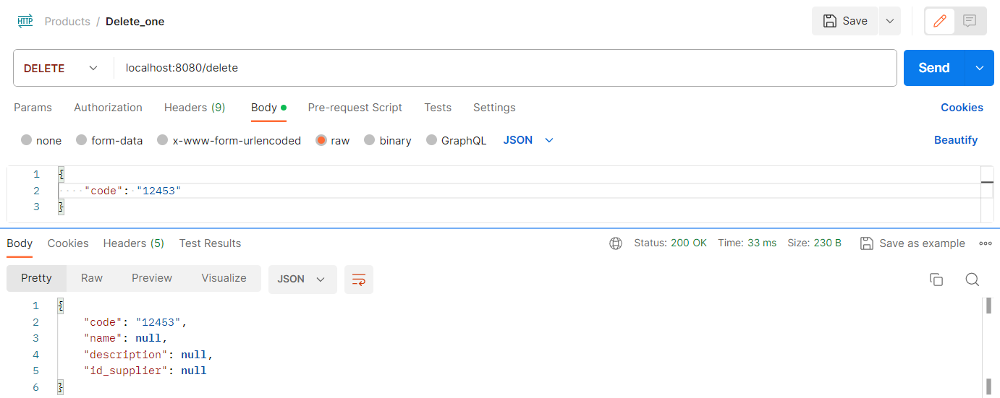 HTTP Products / Delete_one Save
DELETE localhost:8080/delete Send
Params Authorization Headers (9) Body Pre-request Script Tests Settings Cookies
none form-data x-www-form-urlencoded raw binary GraphQL JSON Beautify
1 {
2 "code": "12453"
3 }
Body Cookies Headers (5) Test Results Status: 200 OK Time: 33 ms Size: 230 B Save as example
Pretty Raw Preview Visualize JSON
1 {
2 "code": "12453",
3 "name": null,
4 "description": null,
5 "id_supplier": null
6 }